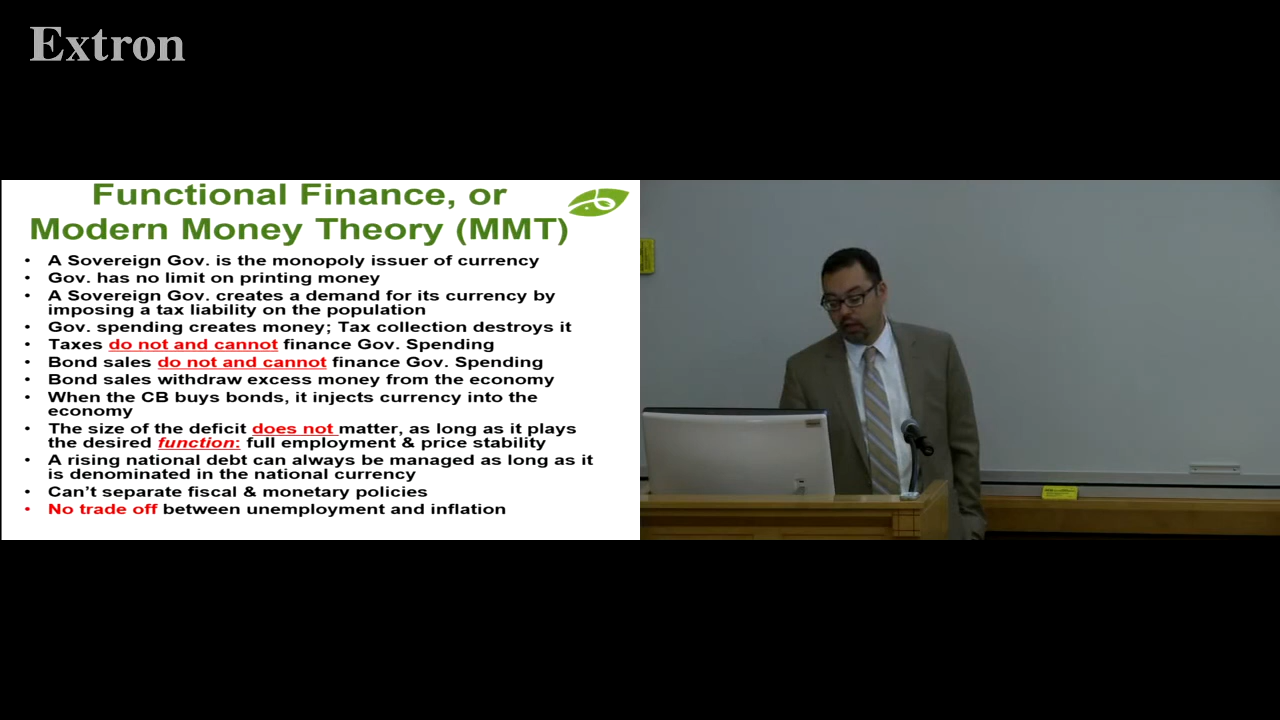 Extron
Functional Finance, or
Modern Money Theory (MMT)
• A Sovereign Gov. is the monopoly issuer of currency
• Gov. has no limit on printing money
• A Sovereign Gov. creates a demand for its currency by
imposing a tax liability on the population
• Gov. spending creates money; Tax collection destroys it
• Taxes do not and cannot finance Gov. Spending
• Bond sales do not and cannot finance Gov. Spending
• Bond sales withdraw excess money from the economy
• When the CB buys bonds, it injects currency into the
economy
• The size of the deficit does not matter, as long as it plays
the desired function: full employment & price stability
• A rising national debt can always be managed as long as it
is denominated in the national currency
• Can't separate fiscal & monetary policies
• No trade off between unemployment and inflation